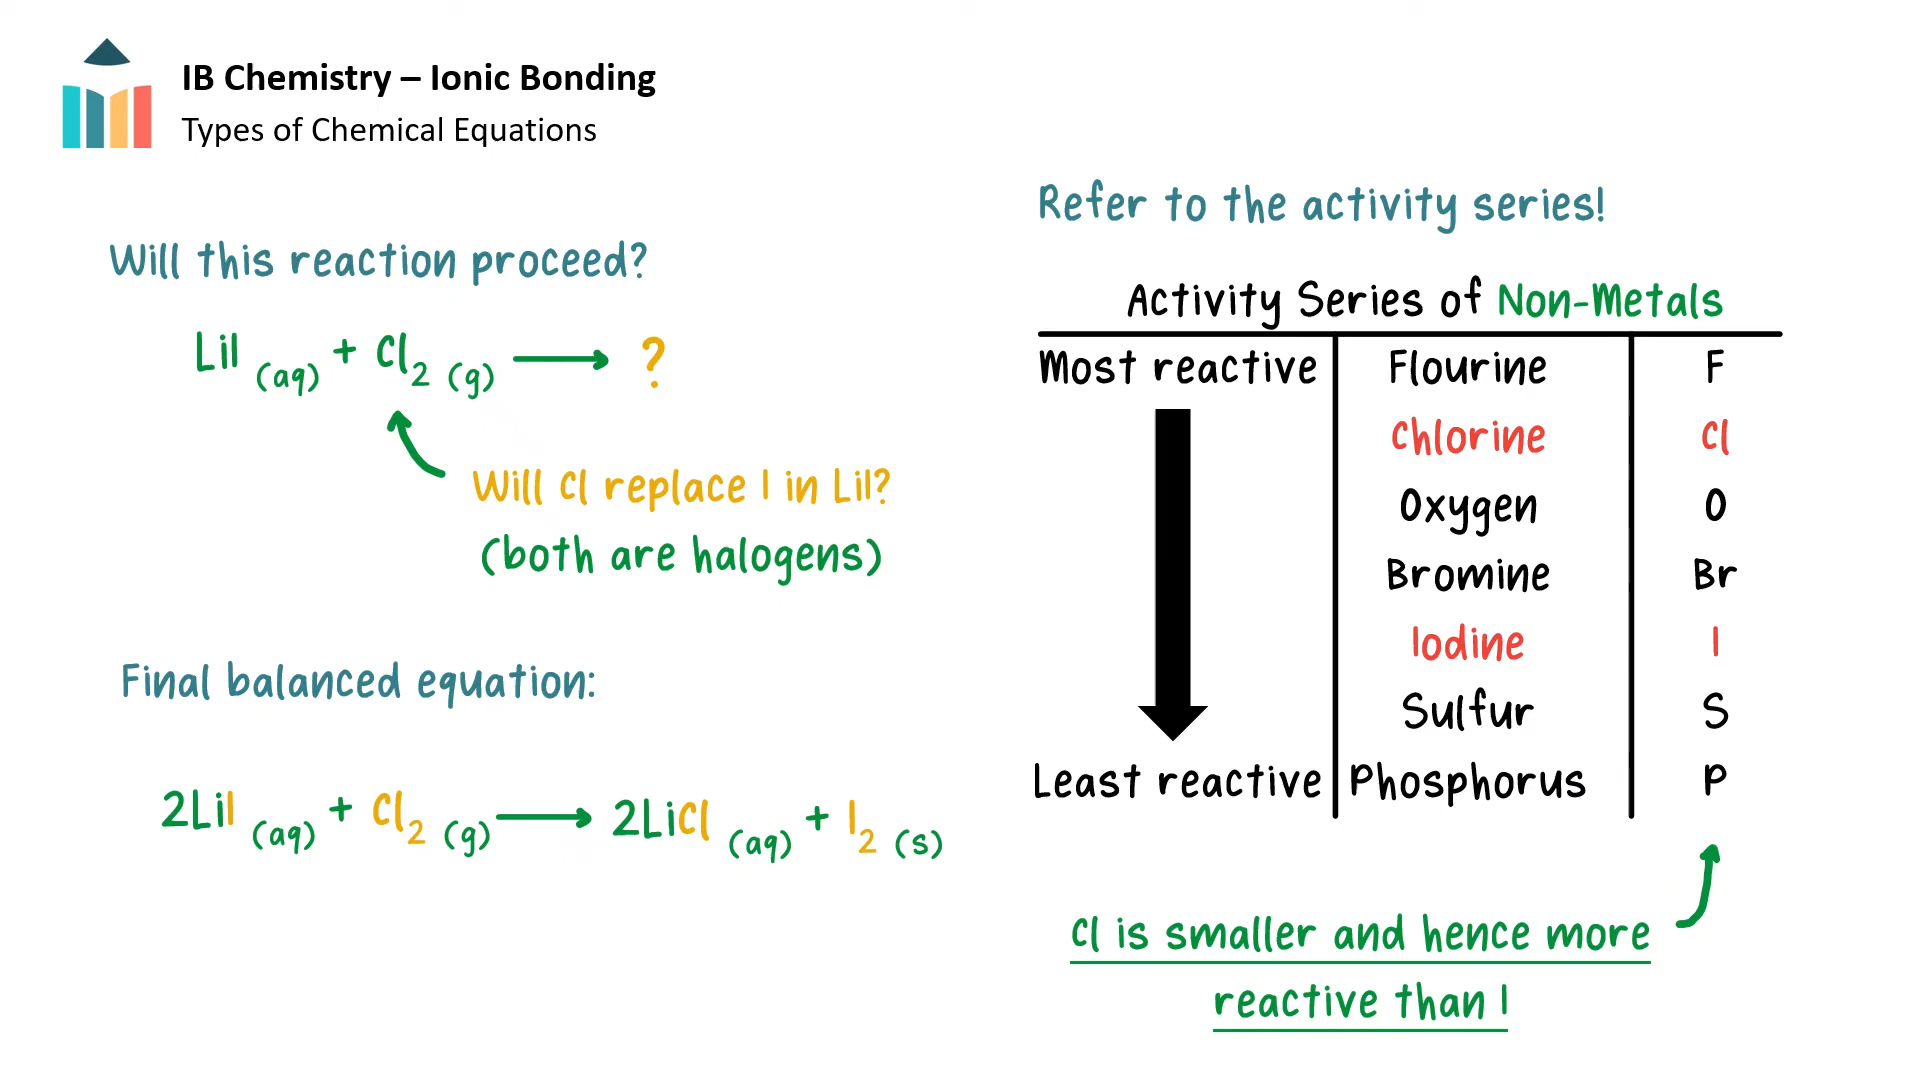 IB Chemistry – Ionic Bonding
Types of Chemical Equations
Will this reaction proceed?
LiI (aq) + Cl2 (g) ⟶ ?
Will Cl replace I in LiI?
(both are halogens)
Final balanced equation:
2LiI (aq) + Cl2 (g) ⟶ 2LiCl (aq) + I2 (s)
Refer to the activity series!
Activity Series of Non-Metals
Most reactive Flourine F
Chlorine Cl
Oxygen O
Bromine Br
Iodine I
Sulfur S
Least reactive Phosphorus P
Cl is smaller and hence more
reactive than I